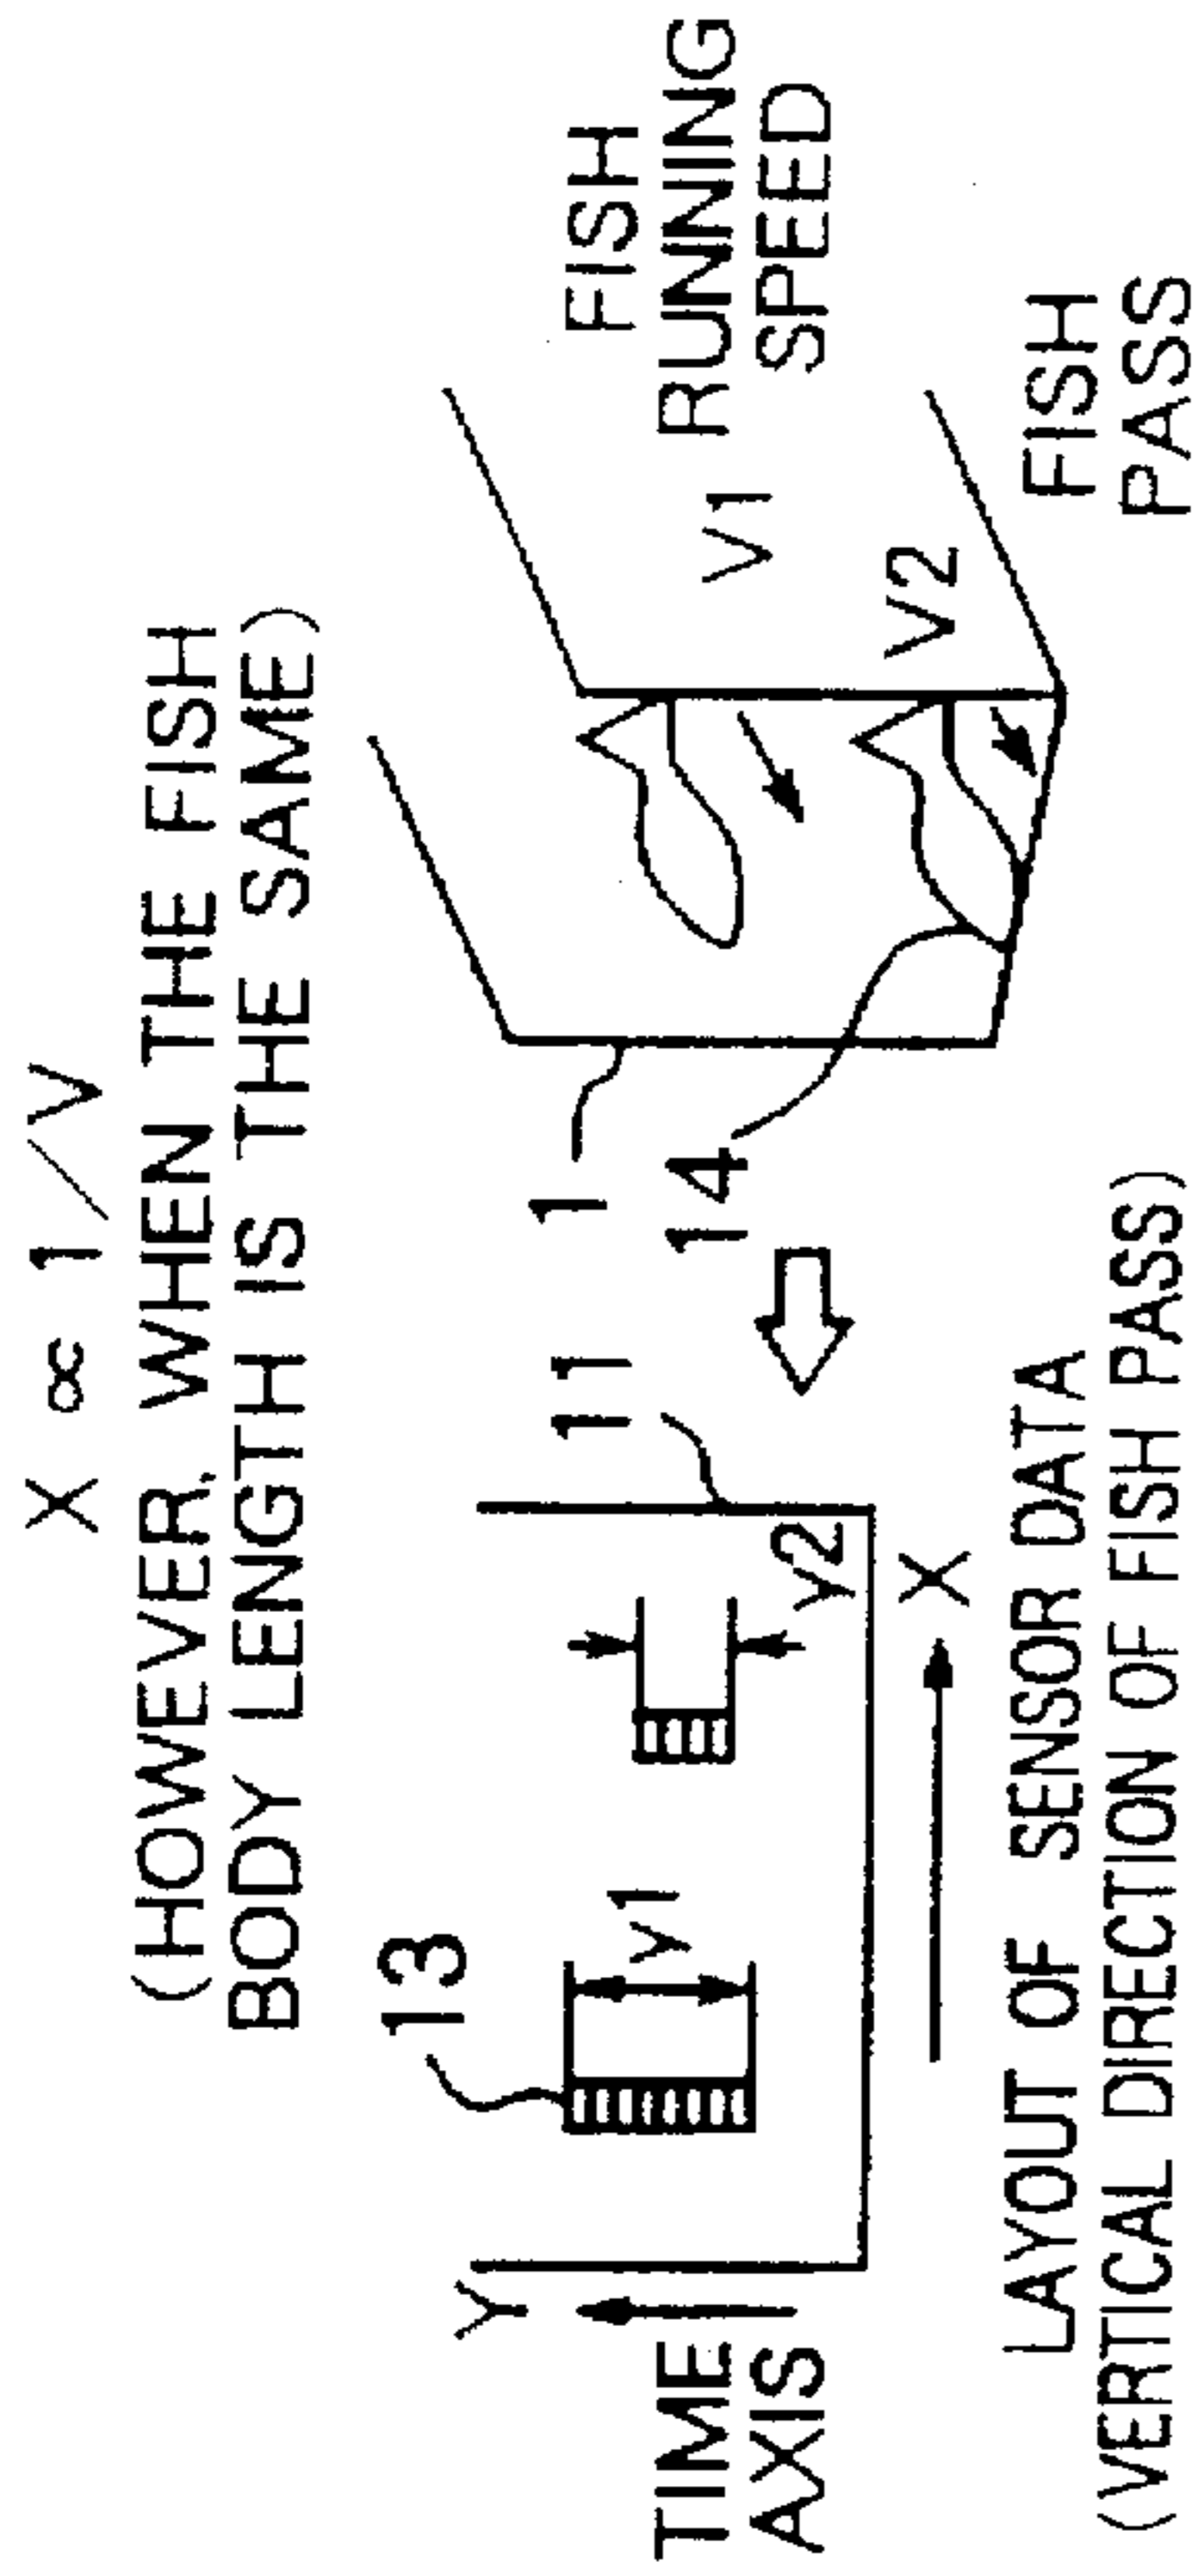 X ∝ 1/V
(HOWEVER, WHEN THE FISH
BODY LENGTH IS THE SAME)
13
y1
y2
11
Y
TIME
AXIS
X
LAYOUT OF SENSOR DATA
(VERTICAL DIRECTION OF FISH PASS)
1
14
V1
V2
FISH
RUNNING
SPEED
FISH
PASS